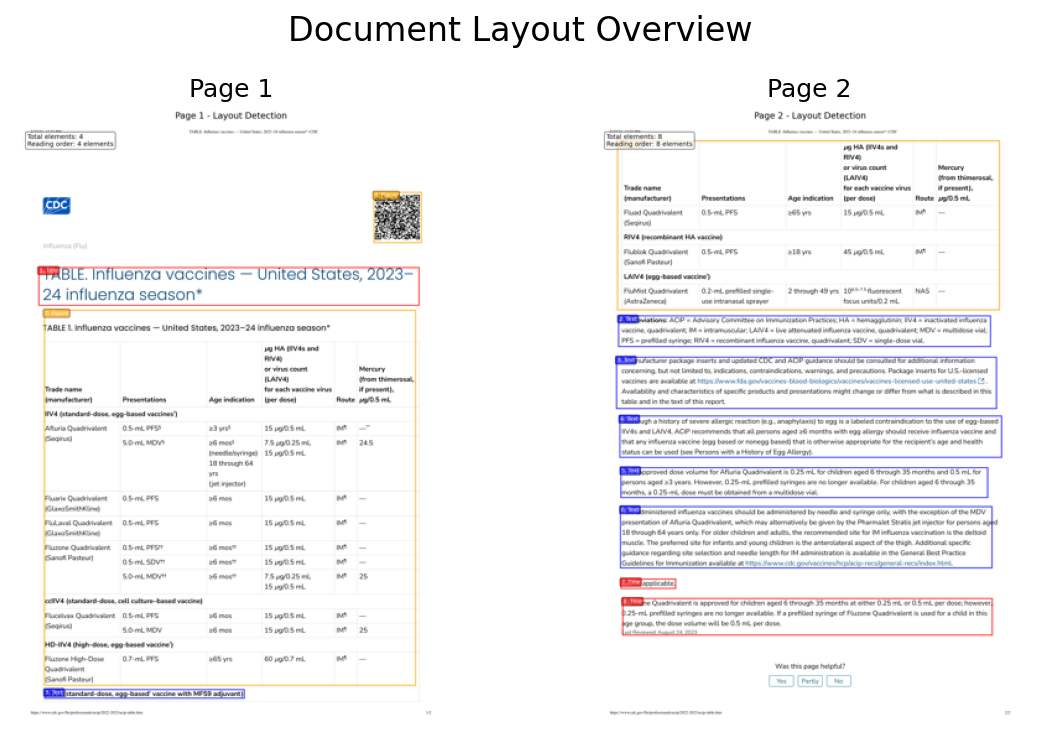 Document Layout Overview
Page 1
Page 1 - Layout Detection
TABLE. Influenza vaccines — United States, 2023–24 influenza season* | CDC
Total elements: 4
Reading order: 4 elements
CDC
Influenza (Flu)
1. Title
TABLE. Influenza vaccines — United States, 2023–
24 influenza season*
TABLE 1. Influenza vaccines — United States, 2023–24 influenza season*
Trade name (manufacturer) Presentations Age indication µg HA (IIV4s and RIV4) or virus count (LAIV4) for each vaccine virus (per dose) Route Mercury (from thimerosal, if present), µg/0.5 mL
IIV4 (standard-dose, egg-based vaccines†)
Afluria Quadrivalent (Seqirus) 0.5-mL PFS§ ≥3 yrs§ 15 µg/0.5 mL IM¶ —**
5.0-mL MDV§ ≥6 mos§ (needle/syringe) 18 through 64 yrs (jet injector) 7.5 µg/0.25 mL 15 µg/0.5 mL IM¶ 24.5
Fluarix Quadrivalent (GlaxoSmithKline) 0.5-mL PFS ≥6 mos 15 µg/0.5 mL IM¶ —
FluLaval Quadrivalent (GlaxoSmithKline) 0.5-mL PFS ≥6 mos 15 µg/0.5 mL IM¶ —
Fluzone Quadrivalent (Sanofi Pasteur) 0.5-mL PFS†† ≥6 mos†† 15 µg/0.5 mL IM¶ —
0.5-mL SDV†† ≥6 mos†† 15 µg/0.5 mL IM¶ —
5.0-mL MDV†† ≥6 mos†† 7.5 µg/0.25 mL 15 µg/0.5 mL IM¶ 25
ccIIV4 (standard-dose, cell culture–based vaccine)
Flucelvax Quadrivalent (Seqirus) 0.5-mL PFS ≥6 mos 15 µg/0.5 mL IM¶ —
5.0-mL MDV ≥6 mos 15 µg/0.5 mL IM¶ 25
HD-IIV4 (high-dose, egg-based vaccine†)
Fluzone High-Dose Quadrivalent (Sanofi Pasteur) 0.7-mL PFS ≥65 yrs 60 µg/0.7 mL IM¶ —
3. Text
(standard-dose, egg-based† vaccine with MF59 adjuvant)
1/2
Page 2
Page 2 - Layout Detection
TABLE. Influenza vaccines — United States, 2023–24 influenza season* | CDC
Total elements: 8
Reading order: 8 elements
Trade name (manufacturer) Presentations Age indication µg HA (IIV4s and RIV4) or virus count (LAIV4) for each vaccine virus (per dose) Route Mercury (from thimerosal, if present), µg/0.5 mL
Fluad Quadrivalent (Seqirus) 0.5-mL PFS ≥65 yrs 15 µg/0.5 mL IM¶ —
RIV4 (recombinant HA vaccine)
Flublok Quadrivalent (Sanofi Pasteur) 0.5-mL PFS ≥18 yrs 45 µg/0.5 mL IM¶ —
LAIV4 (egg-based vaccine†)
FluMist Quadrivalent (AstraZeneca) 0.2-mL prefilled single-use intranasal sprayer 2 through 49 yrs 10^6.5–7.5 fluorescent focus units/0.2 mL NAS —
2. Text
eviations: ACIP = Advisory Committee on Immunization Practices; HA = hemagglutinin; IIV4 = inactivated influenza
vaccine, quadrivalent; IM = intramuscular; LAIV4 = live attenuated influenza vaccine, quadrivalent; MDV = multidose vial;
PFS = prefilled syringe; RIV4 = recombinant influenza vaccine, quadrivalent; SDV = single-dose vial.
3. Text
nufacturer package inserts and updated CDC and ACIP guidance should be consulted for additional information
concerning, but not limited to, indications, contraindications, warnings, and precautions. Package inserts for U.S.-licensed
vaccines are available at https://www.fda.gov/vaccines-blood-biologics/vaccines/vaccines-licensed-use-united-states .
Availability and characteristics of specific products and presentations might change or differ from what is described in this
table and in the text of this report.
4. Text
ough a history of severe allergic reaction (e.g., anaphylaxis) to egg is a labeled contraindication to the use of egg-based
IIV4s and LAIV4, ACIP recommends that all persons aged ≥6 months with egg allergy should receive influenza vaccine and
that any influenza vaccine (egg based or nonegg based) that is otherwise appropriate for the recipient's age and health
status can be used (see Persons with a History of Egg Allergy).
5. Text
approved dose volume for Afluria Quadrivalent is 0.25 mL for children aged 6 through 35 months and 0.5 mL for
persons aged ≥3 years. However, 0.25-mL prefilled syringes are no longer available. For children aged 6 through 35
months, a 0.25-mL dose must be obtained from a multidose vial.
6. Text
dministered influenza vaccines should be administered by needle and syringe only, with the exception of the MDV
presentation of Afluria Quadrivalent, which may alternatively be given by the PharmaJet Stratis jet injector for persons aged
18 through 64 years only. For older children and adults, the recommended site for IM influenza vaccination is the deltoid
muscle. The preferred site for infants and young children is the anterolateral aspect of the thigh. Additional specific
guidance regarding site selection and needle length for IM administration is available in the General Best Practice
Guidelines for Immunization available at https://www.cdc.gov/vaccines/hcp/acip-recs/general-recs/index.html.
7. Title
applicable.
8. Title
ne Quadrivalent is approved for children aged 6 through 35 months at either 0.25 mL or 0.5 mL per dose; however,
0.25-mL prefilled syringes are no longer available. If a prefilled syringe of Fluzone Quadrivalent is used for a child in this
age group, the dose volume will be 0.5 mL per dose.
Last Reviewed: August 24, 2023
Was this page helpful?
Yes Partly No
2/2